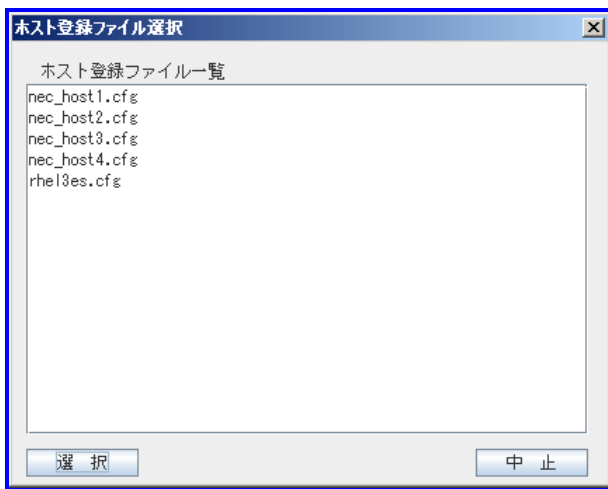 ホスト登録ファイル選択
ホスト登録ファイル一覧
nec_host1.cfg
nec_host2.cfg
nec_host3.cfg
nec_host4.cfg
rhel3es.cfg
選 択
中 止